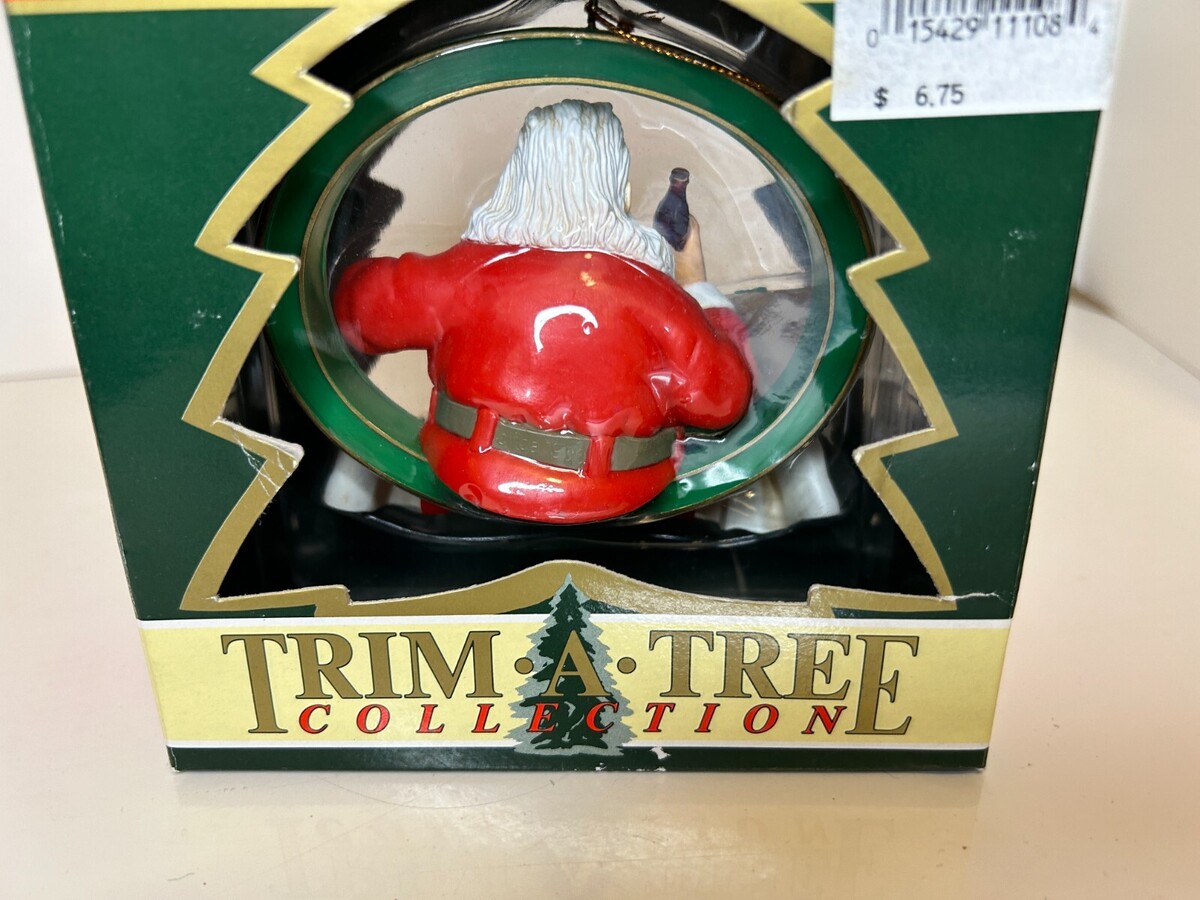 0 15429 11108 4
$ 6.75
TRIM·A·TREE
COLLECTION